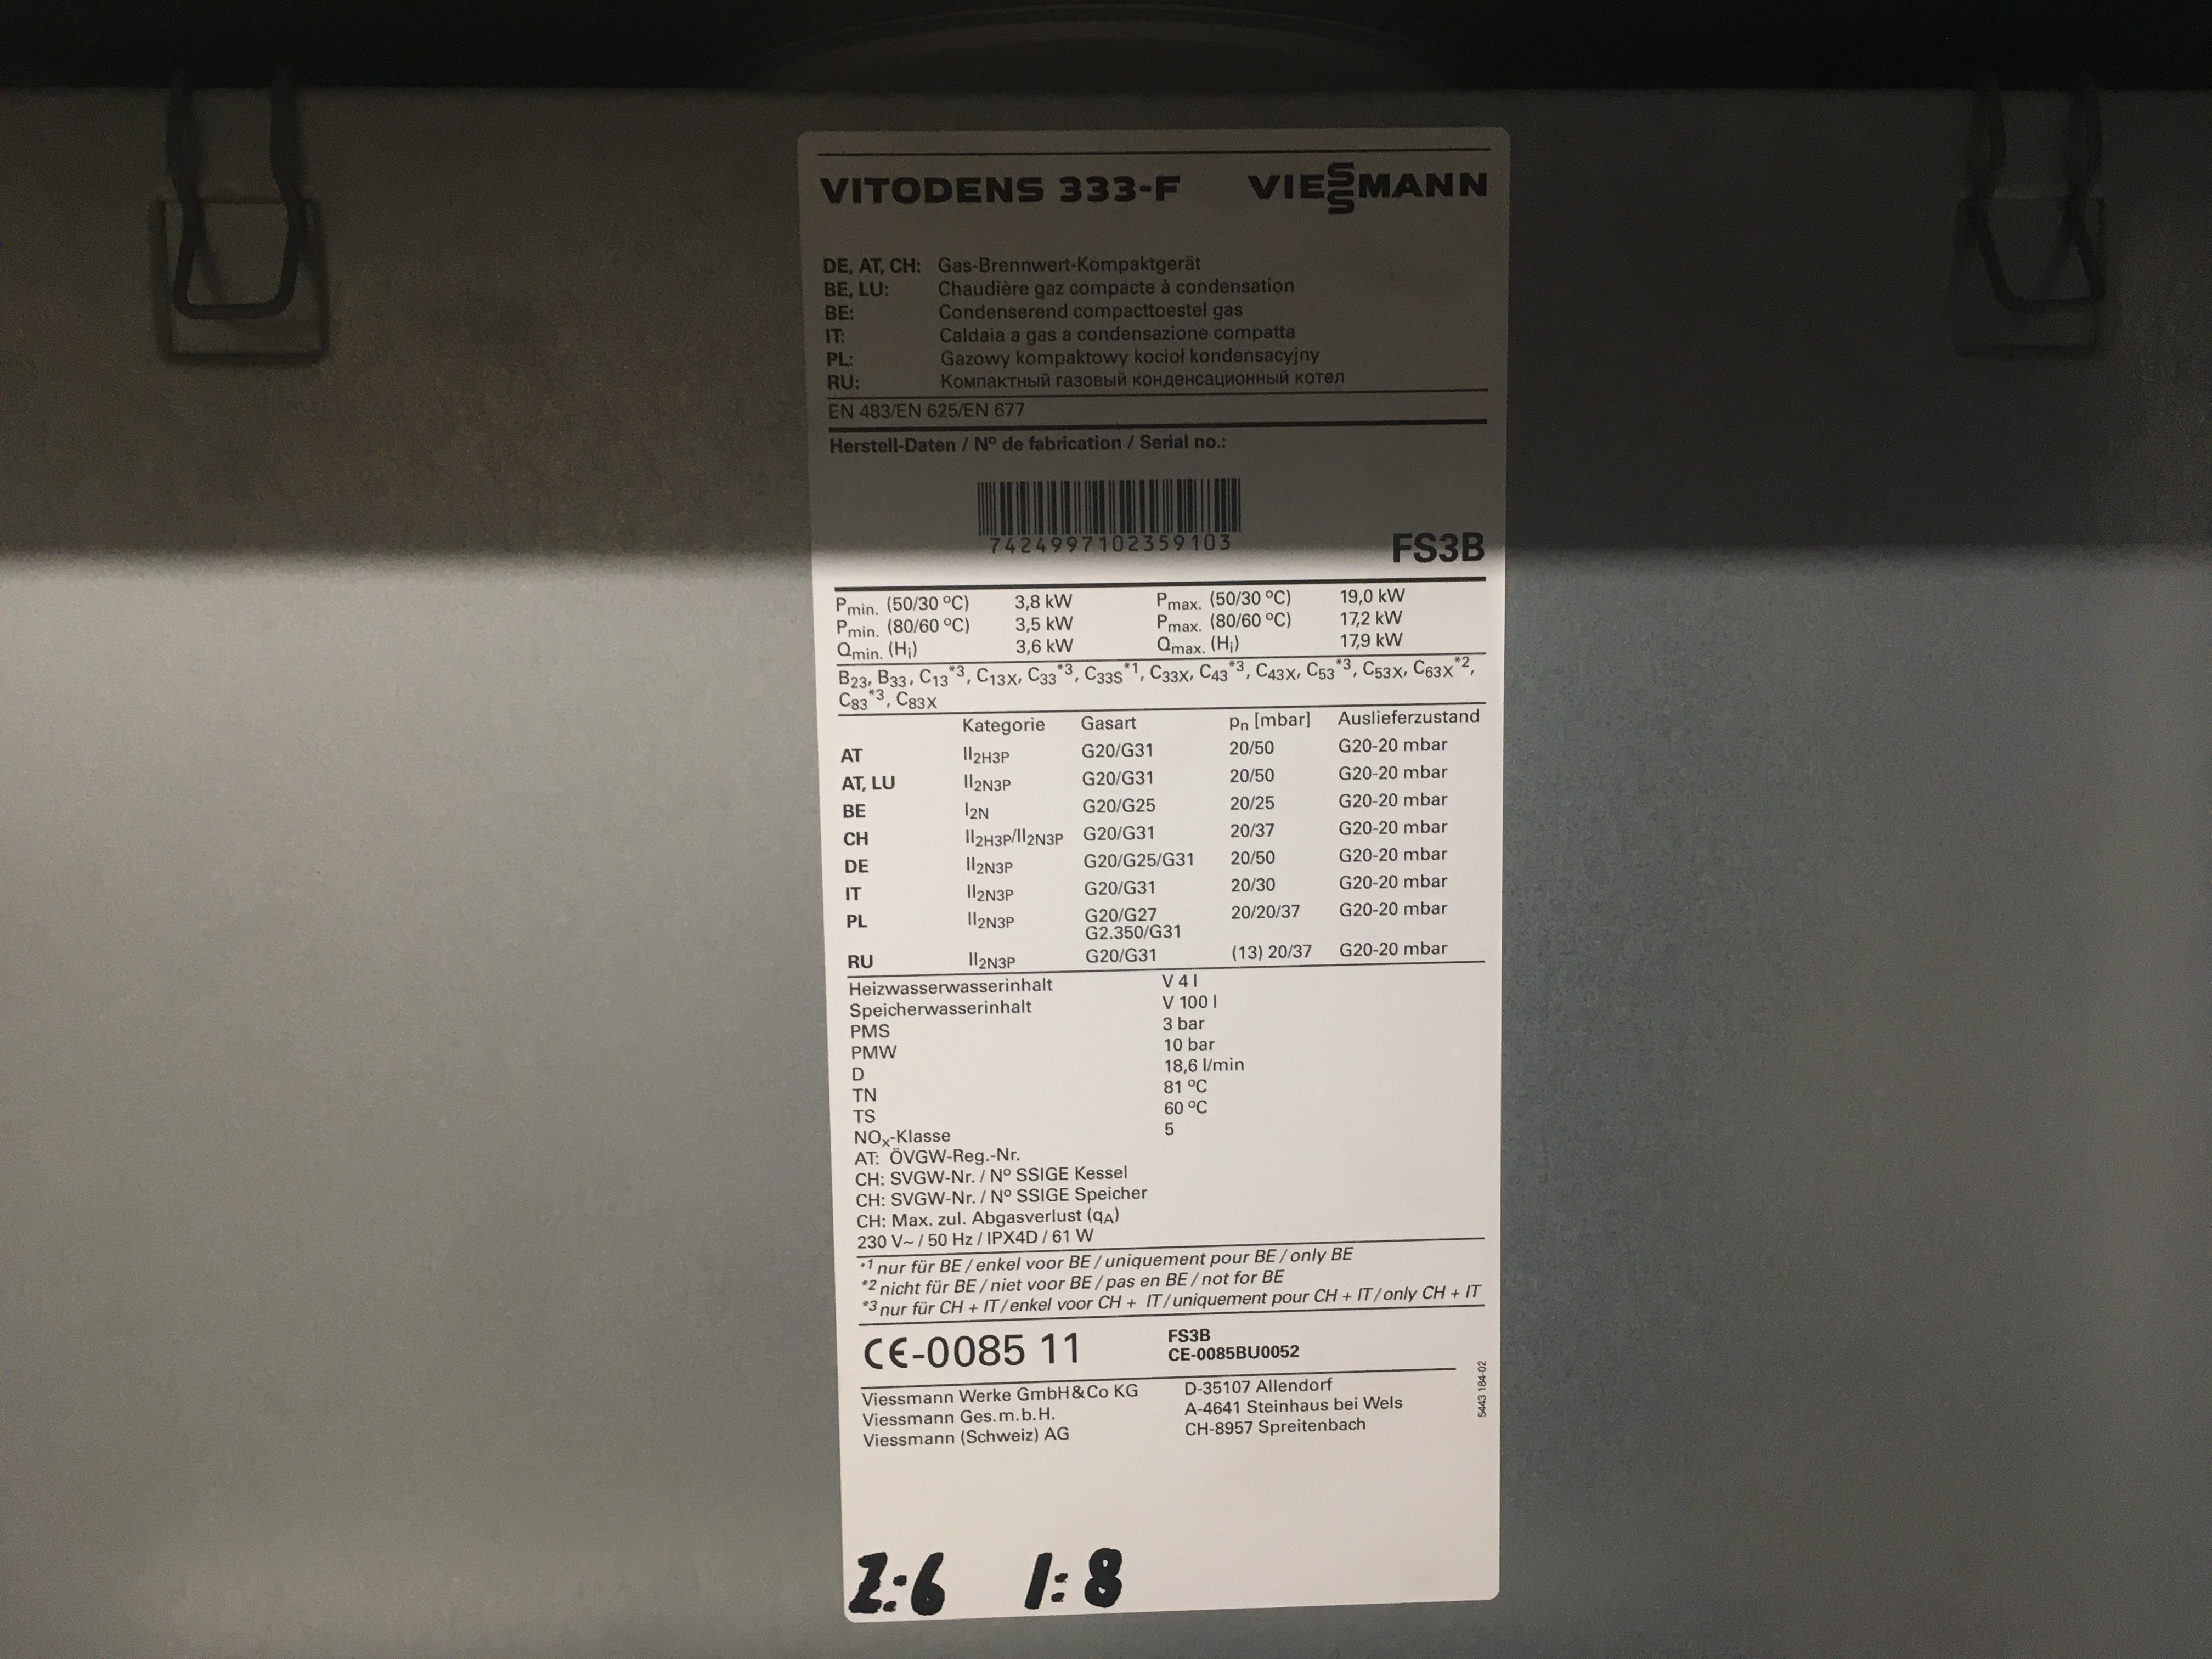 VITODENS 333-F VIESSMANN
DE, AT, CH: Gas-Brennwert-Kompaktgerät
BE, LU: Chaudière gaz compacte à condensation
BE: Condenserend compacttoestel gas
IT: Caldaia a gas a condensazione compatta
PL: Gazowy kompaktowy kocioł kondensacyjny
RU: Компактный газовый конденсационный котел
EN 483/EN 625/EN 677
Herstell-Daten / Nº de fabrication / Serial no.:
7424997102359103
FS3B
Pmin. (50/30 ºC) 3,8 kW Pmax. (50/30 ºC) 19,0 kW
Pmin. (80/60 ºC) 3,5 kW Pmax. (80/60 ºC) 17,2 kW
Qmin. (Hi) 3,6 kW Qmax. (Hi) 17,9 kW
B23, B33, C13*3, C13X, C33*3, C33S*1, C33X, C43*3, C43X, C53*3, C53X, C63X*2,
C83*3, C83X
Kategorie Gasart pn [mbar] Auslieferzustand
AT II2H3P G20/G31 20/50 G20-20 mbar
AT, LU II2N3P G20/G31 20/50 G20-20 mbar
BE I2N G20/G25 20/25 G20-20 mbar
CH II2H3P/II2N3P G20/G31 20/37 G20-20 mbar
DE II2N3P G20/G25/G31 20/50 G20-20 mbar
IT II2N3P G20/G31 20/30 G20-20 mbar
PL II2N3P G20/G27 20/20/37 G20-20 mbar
G2.350/G31
RU II2N3P G20/G31 (13) 20/37 G20-20 mbar
Heizwasserwasserinhalt V 4 l
Speicherwasserinhalt V 100 l
PMS 3 bar
PMW 10 bar
D 18,6 l/min
TN 81 ºC
TS 60 ºC
NOx-Klasse 5
AT: ÖVGW-Reg.-Nr.
CH: SVGW-Nr. / Nº SSIGE Kessel
CH: SVGW-Nr. / Nº SSIGE Speicher
CH: Max. zul. Abgasverlust (qA)
230 V~ / 50 Hz / IPX4D / 61 W
*1 nur für BE / enkel voor BE / uniquement pour BE / only BE
*2 nicht für BE / niet voor BE / pas en BE / not for BE
*3 nur für CH + IT / enkel voor CH + IT / uniquement pour CH + IT / only CH + IT
CE-0085 11
FS3B
CE-0085BU0052
Viessmann Werke GmbH&Co KG D-35107 Allendorf
Viessmann Ges.m.b.H. A-4641 Steinhaus bei Wels
Viessmann (Schweiz) AG CH-8957 Spreitenbach
5443 184-02
2:6 1:8